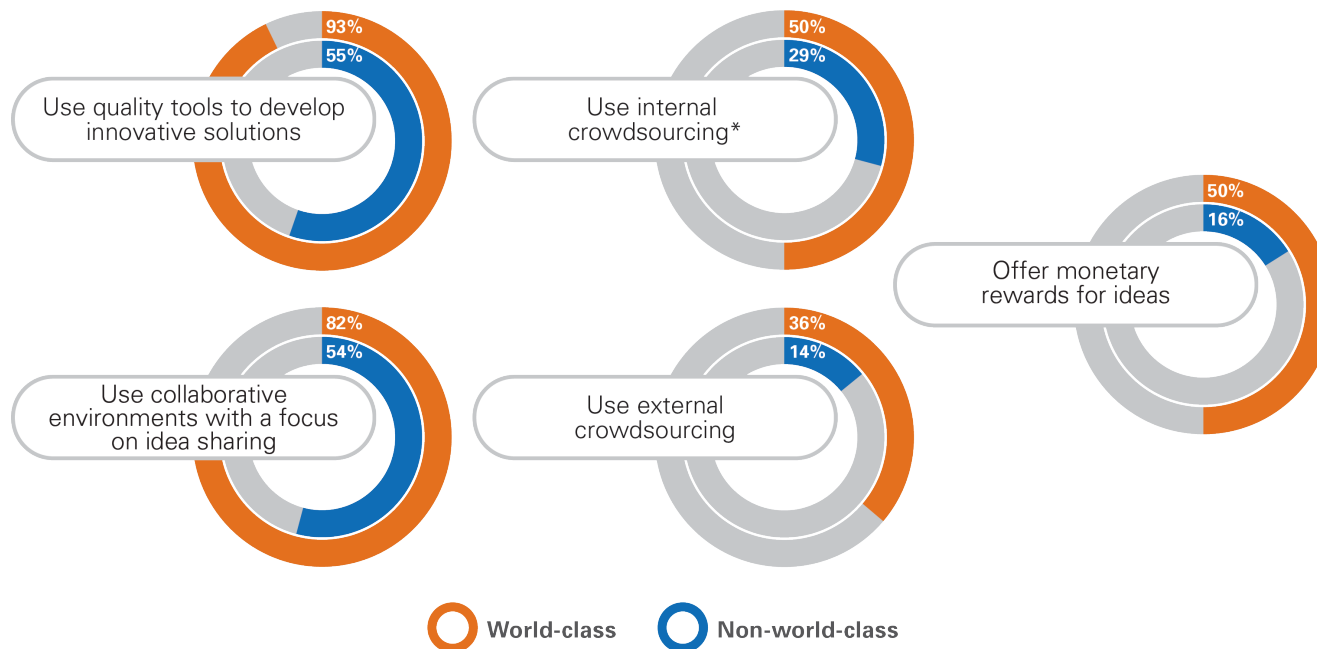 93%
55%
Use quality tools to develop
innovative solutions
50%
29%
Use internal
crowdsourcing*
50%
16%
Offer monetary
rewards for ideas
82%
54%
Use collaborative
environments with a focus
on idea sharing
36%
14%
Use external
crowdsourcing
World-class
Non-world-class